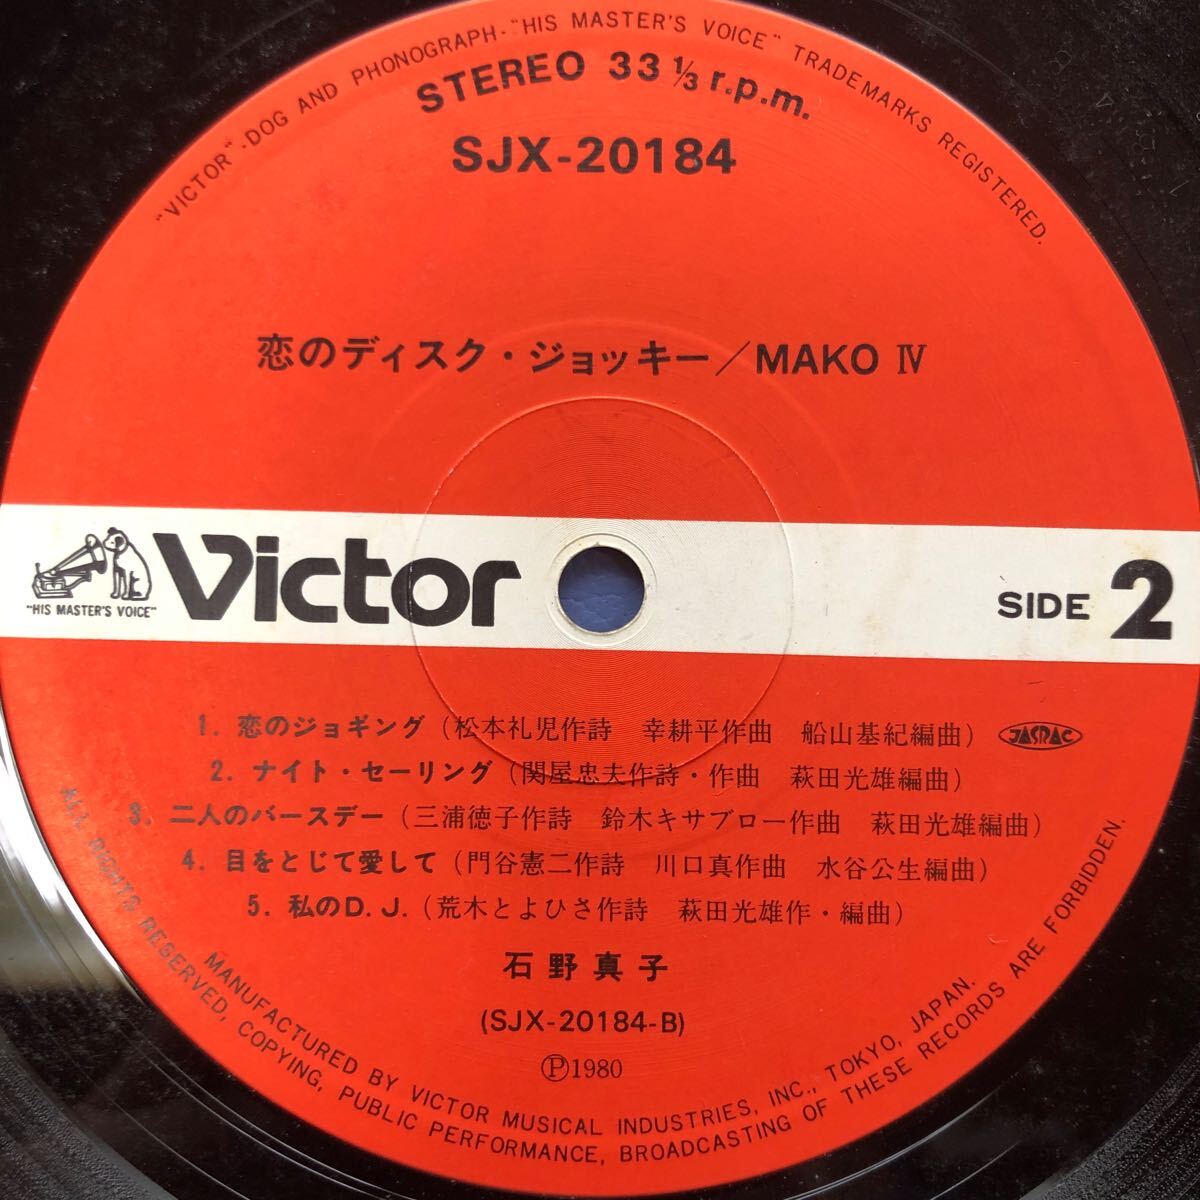 "VICTOR"-DOG AND PHONOGRAPH-"HIS MASTER'S VOICE" TRADEMARKS REGISTERED.
STEREO 33 1/3 r.p.m.
SJX-20184
恋のディスク・ジョッキー/MAKO Ⅳ
"HIS MASTER'S VOICE"
Victor
SIDE 2
1. 恋のジョギング(松本礼児作詩 幸耕平作曲 船山基紀編曲) JASRAC
2. ナイト・セーリング(関屋忠夫作詩・作曲 萩田光雄編曲)
3. 二人のバースデー(三浦徳子作詩 鈴木キサブロー作曲 萩田光雄編曲)
4. 目をとじて愛して(門谷憲二作詩 川口真作曲 水谷公生編曲)
5. 私のD.J.(荒木とよひさ作詩 萩田光雄作・編曲)
石野真子
(SJX-20184-B)
Ⓟ1980
MANUFACTURED BY VICTOR MUSICAL INDUSTRIES, INC., TOKYO, JAPAN.
ALL RIGHTS RESERVED, COPYING, PUBLIC PERFORMANCE, BROADCASTING OF THESE RECORDS ARE FORBIDDEN.